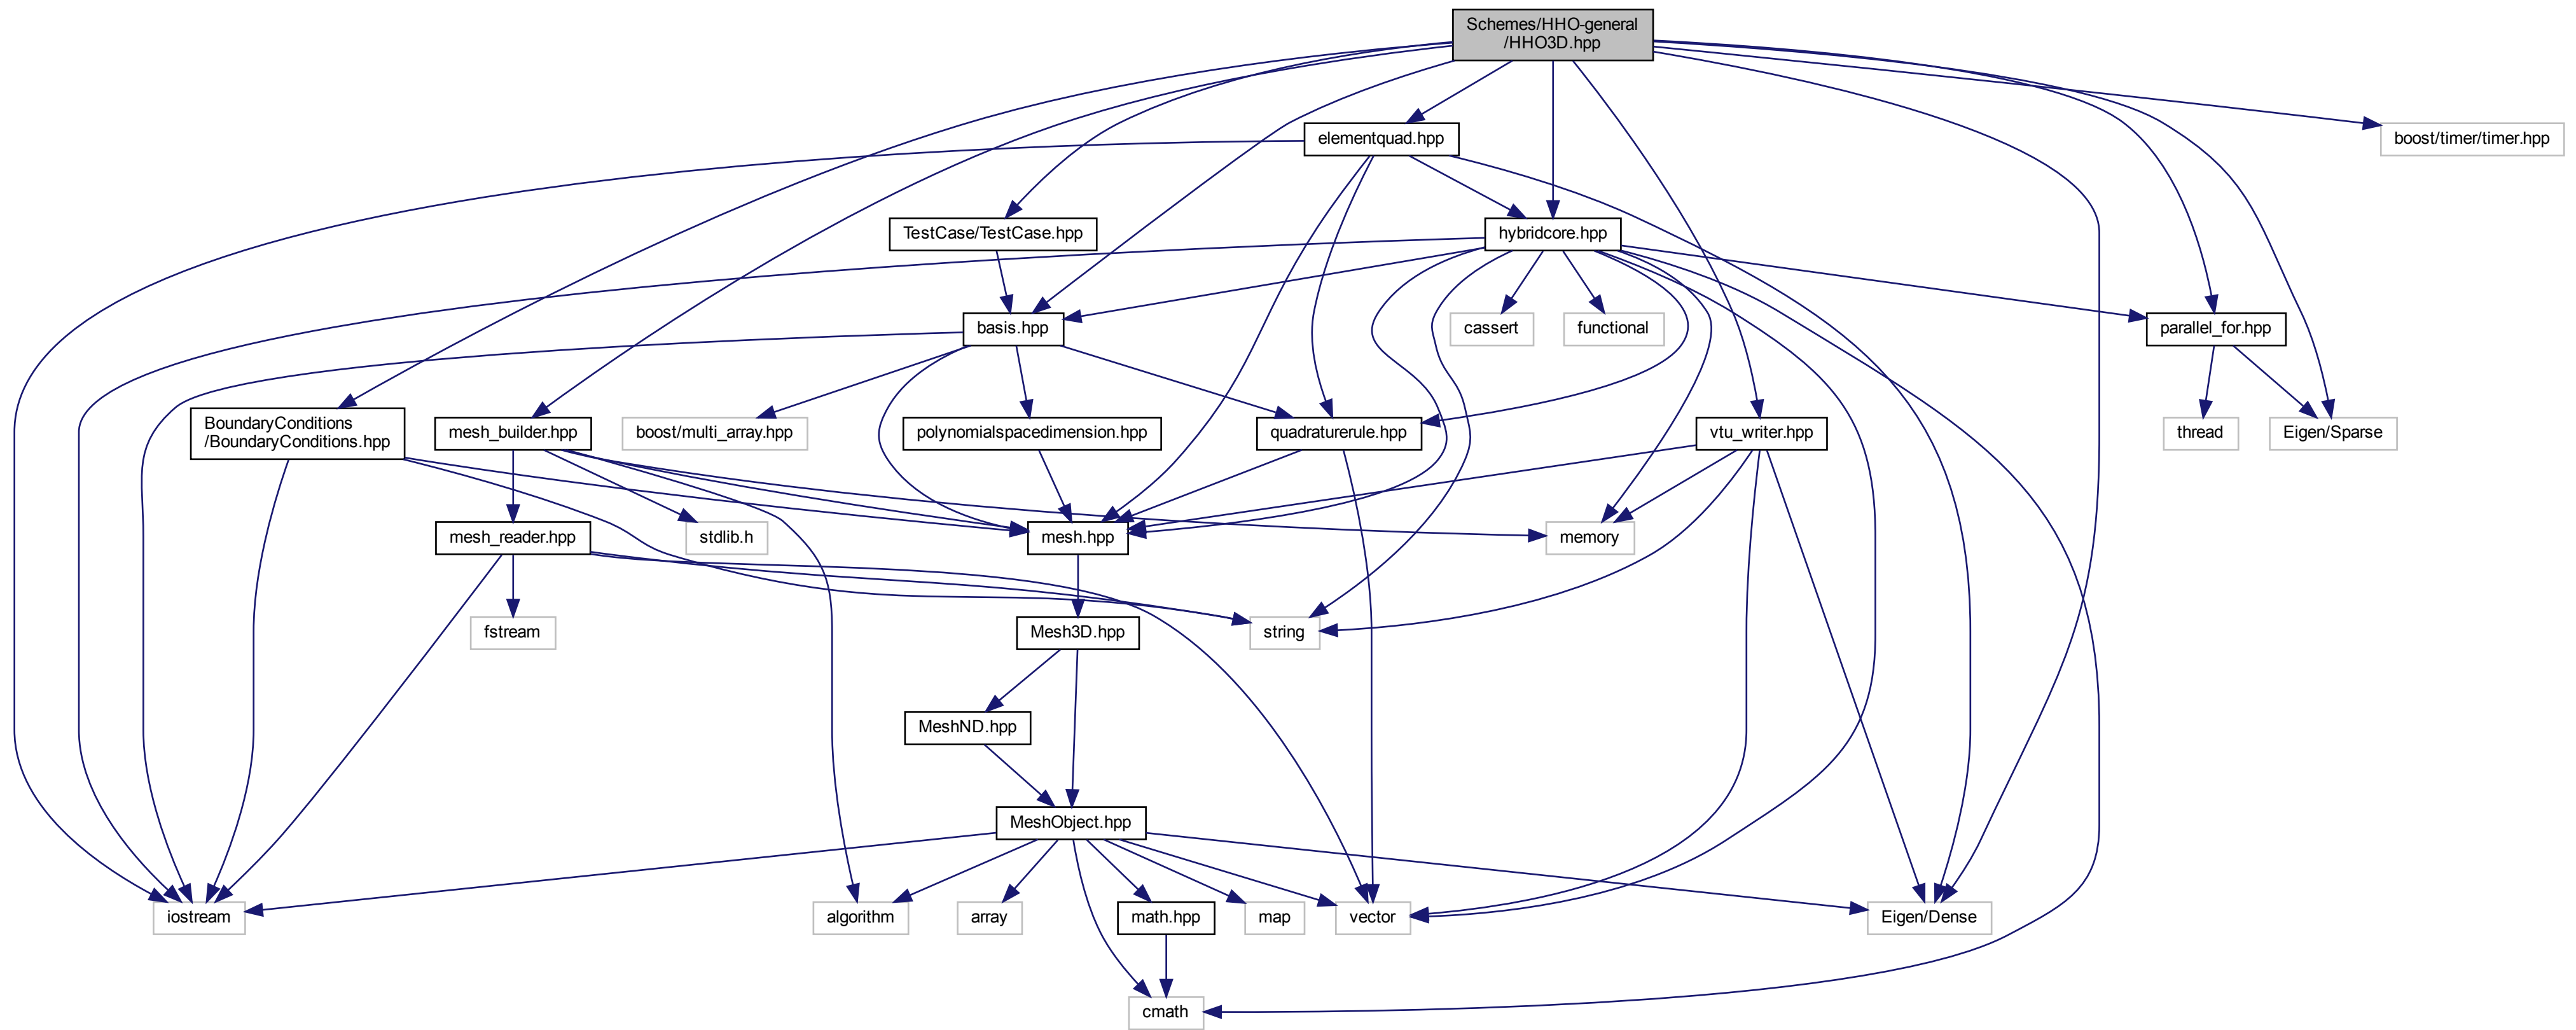 Schemes/HHO-general
/HHO3D.hpp
elementquad.hpp
boost/timer/timer.hpp
TestCase/TestCase.hpp
hybridcore.hpp
basis.hpp
cassert
functional
parallel_for.hpp
BoundaryConditions
/BoundaryConditions.hpp
mesh_builder.hpp
boost/multi_array.hpp
polynomialspacedimension.hpp
quadraturerule.hpp
vtu_writer.hpp
thread
Eigen/Sparse
mesh_reader.hpp
stdlib.h
mesh.hpp
memory
fstream
Mesh3D.hpp
string
MeshND.hpp
MeshObject.hpp
iostream
algorithm
array
math.hpp
map
vector
Eigen/Dense
cmath